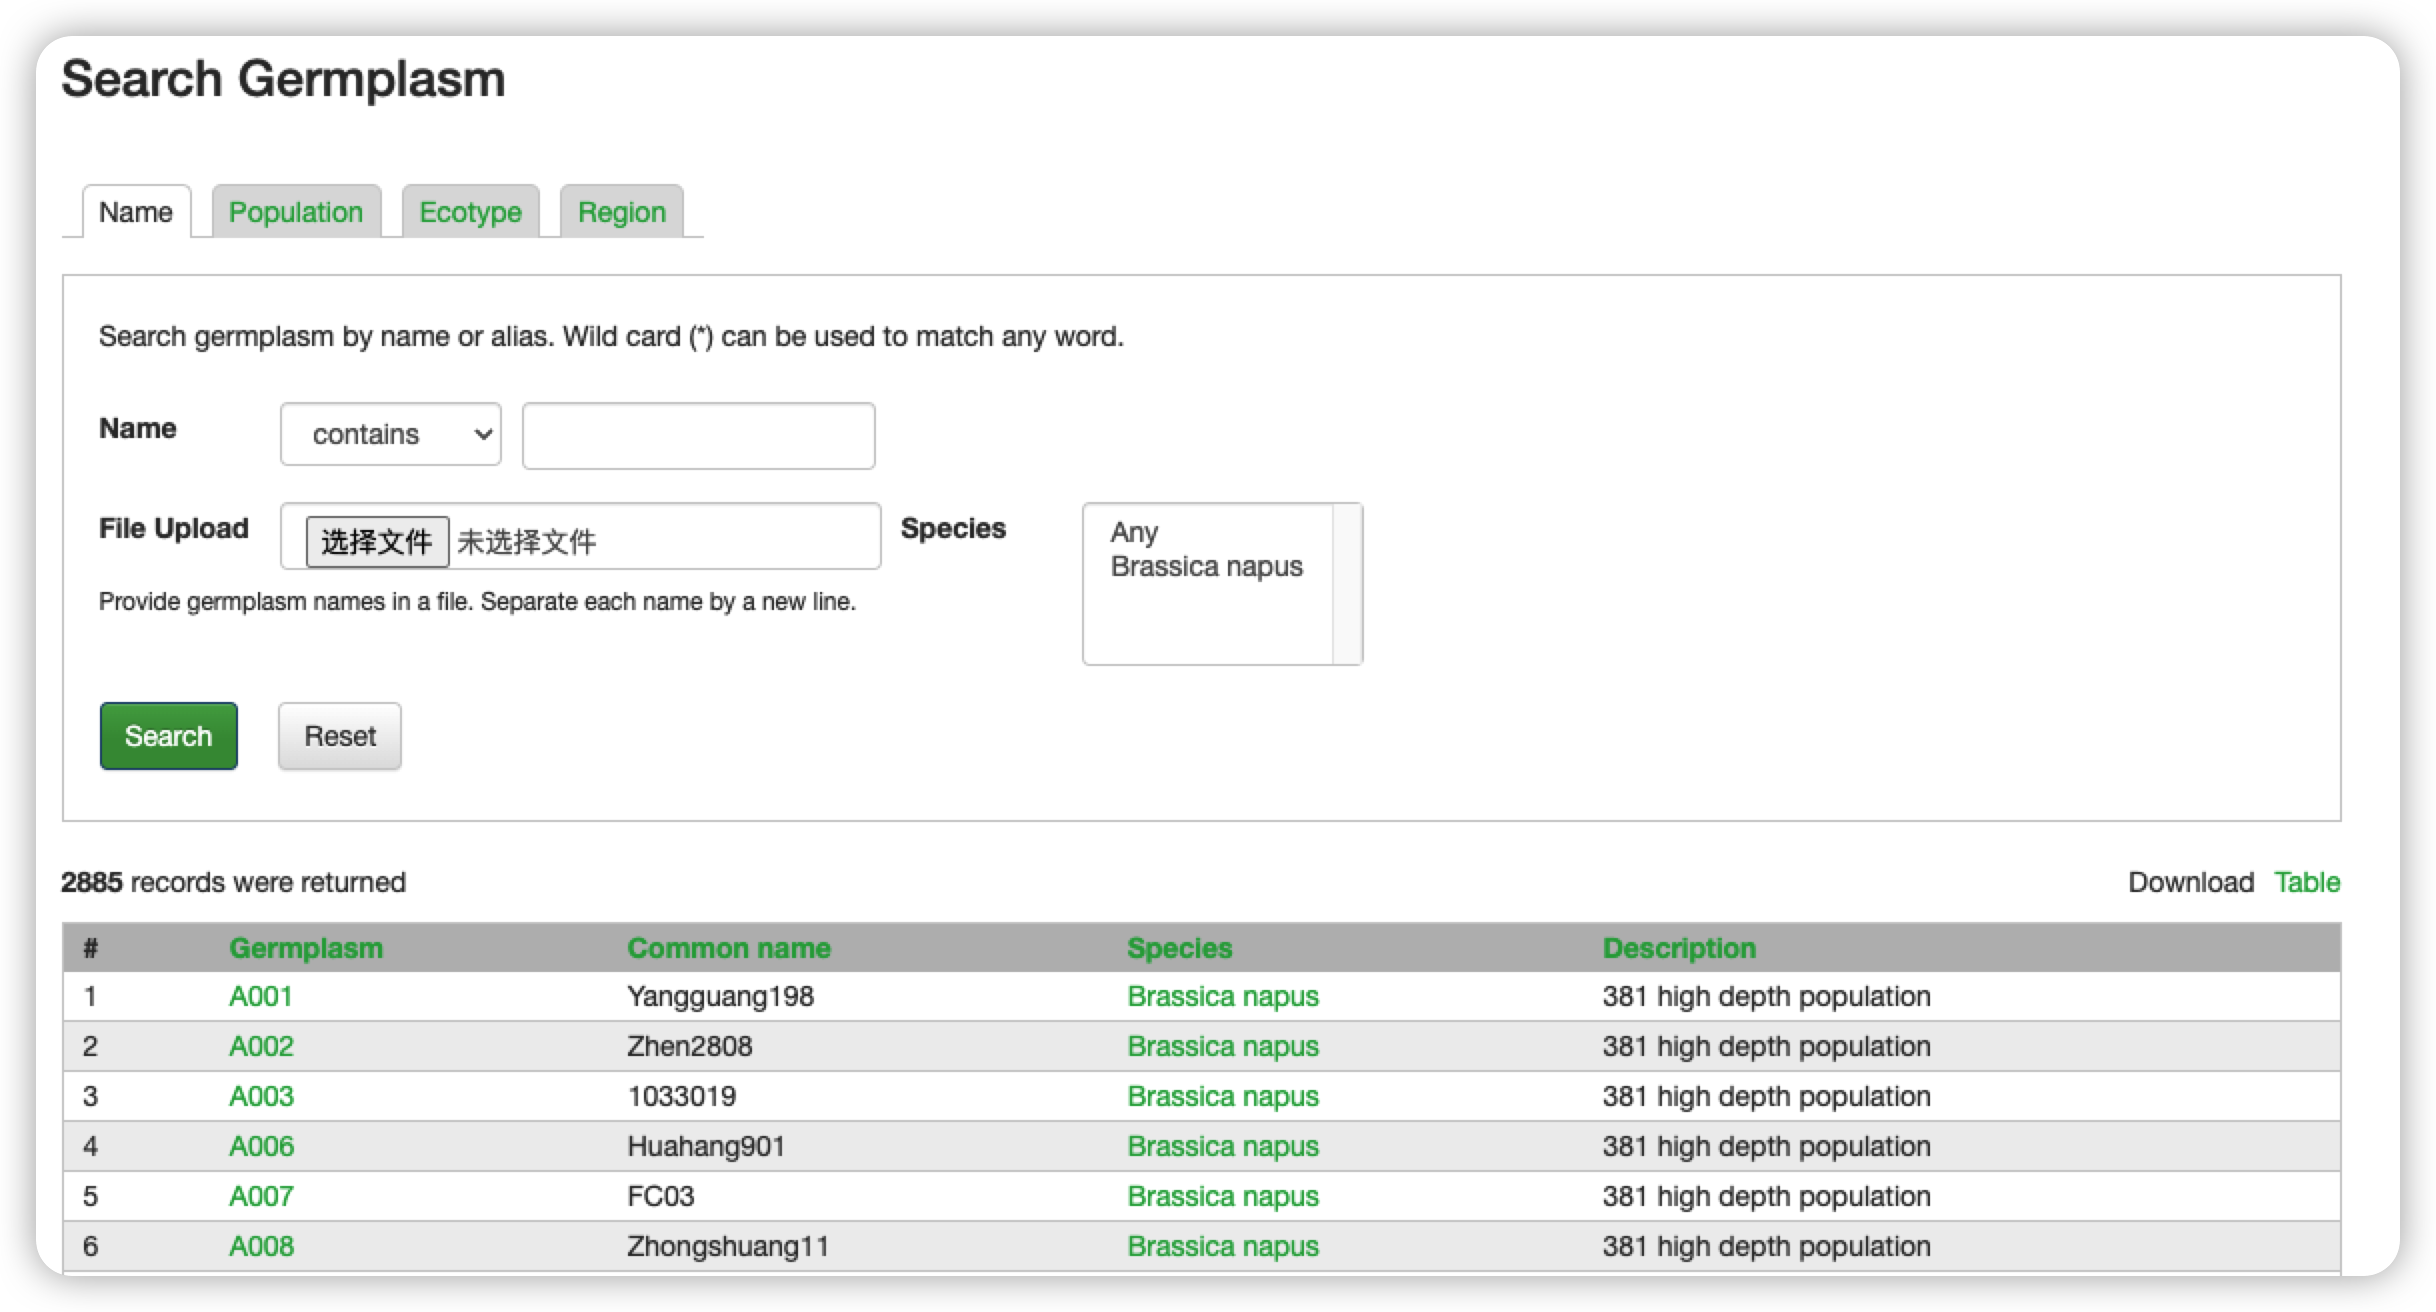 Search Germplasm
Name Population Ecotype Region
Search germplasm by name or alias. Wild card (*) can be used to match any word.
Name contains
File Upload 选择文件 未选择文件 Species Any
Brassica napus
Provide germplasm names in a file. Separate each name by a new line.
Search Reset
2885 records were returned Download Table
# Germplasm Common name Species Description
1 A001 Yangguang198 Brassica napus 381 high depth population
2 A002 Zhen2808 Brassica napus 381 high depth population
3 A003 1033019 Brassica napus 381 high depth population
4 A006 Huahang901 Brassica napus 381 high depth population
5 A007 FC03 Brassica napus 381 high depth population
6 A008 Zhongshuang11 Brassica napus 381 high depth population